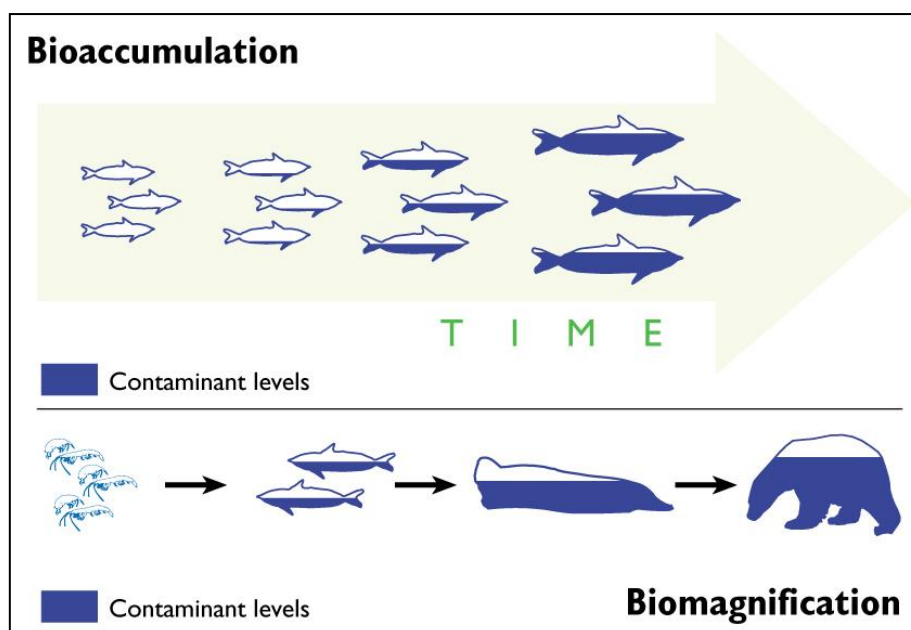 Bioaccumulation
T I M E
Contaminant levels
Contaminant levels
Biomagnification